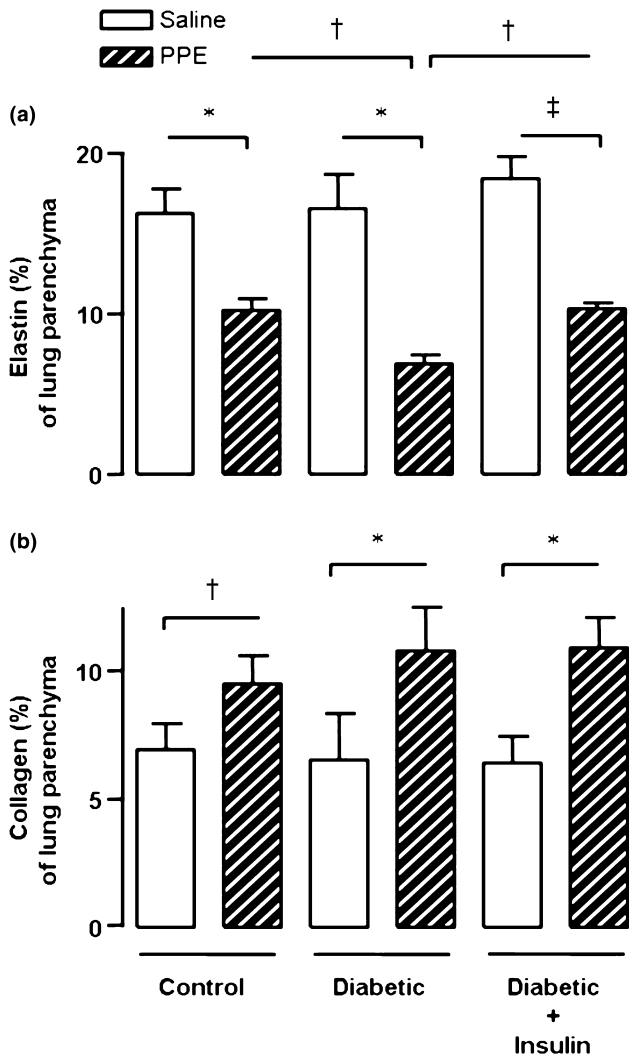 Saline
PPE
† †
(a)
* * ‡
20
10
0
Elastin (%)
of lung parenchyma
(b)
† * *
10
5
0
Collagen (%)
of lung parenchyma
Control Diabetic Diabetic
+
Insulin